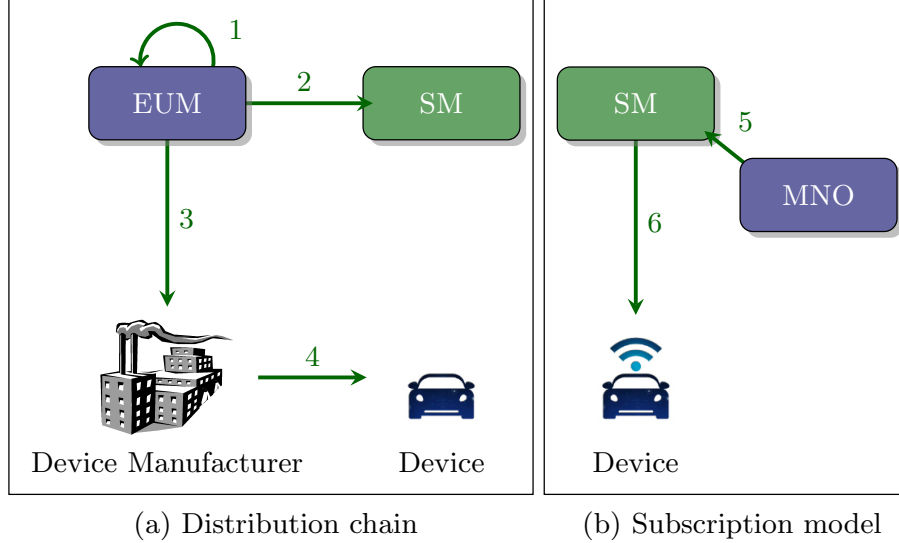 1
EUM
2
SM
3
4
Device Manufacturer
Device
(a) Distribution chain
SM
5
MNO
6
Device
(b) Subscription model